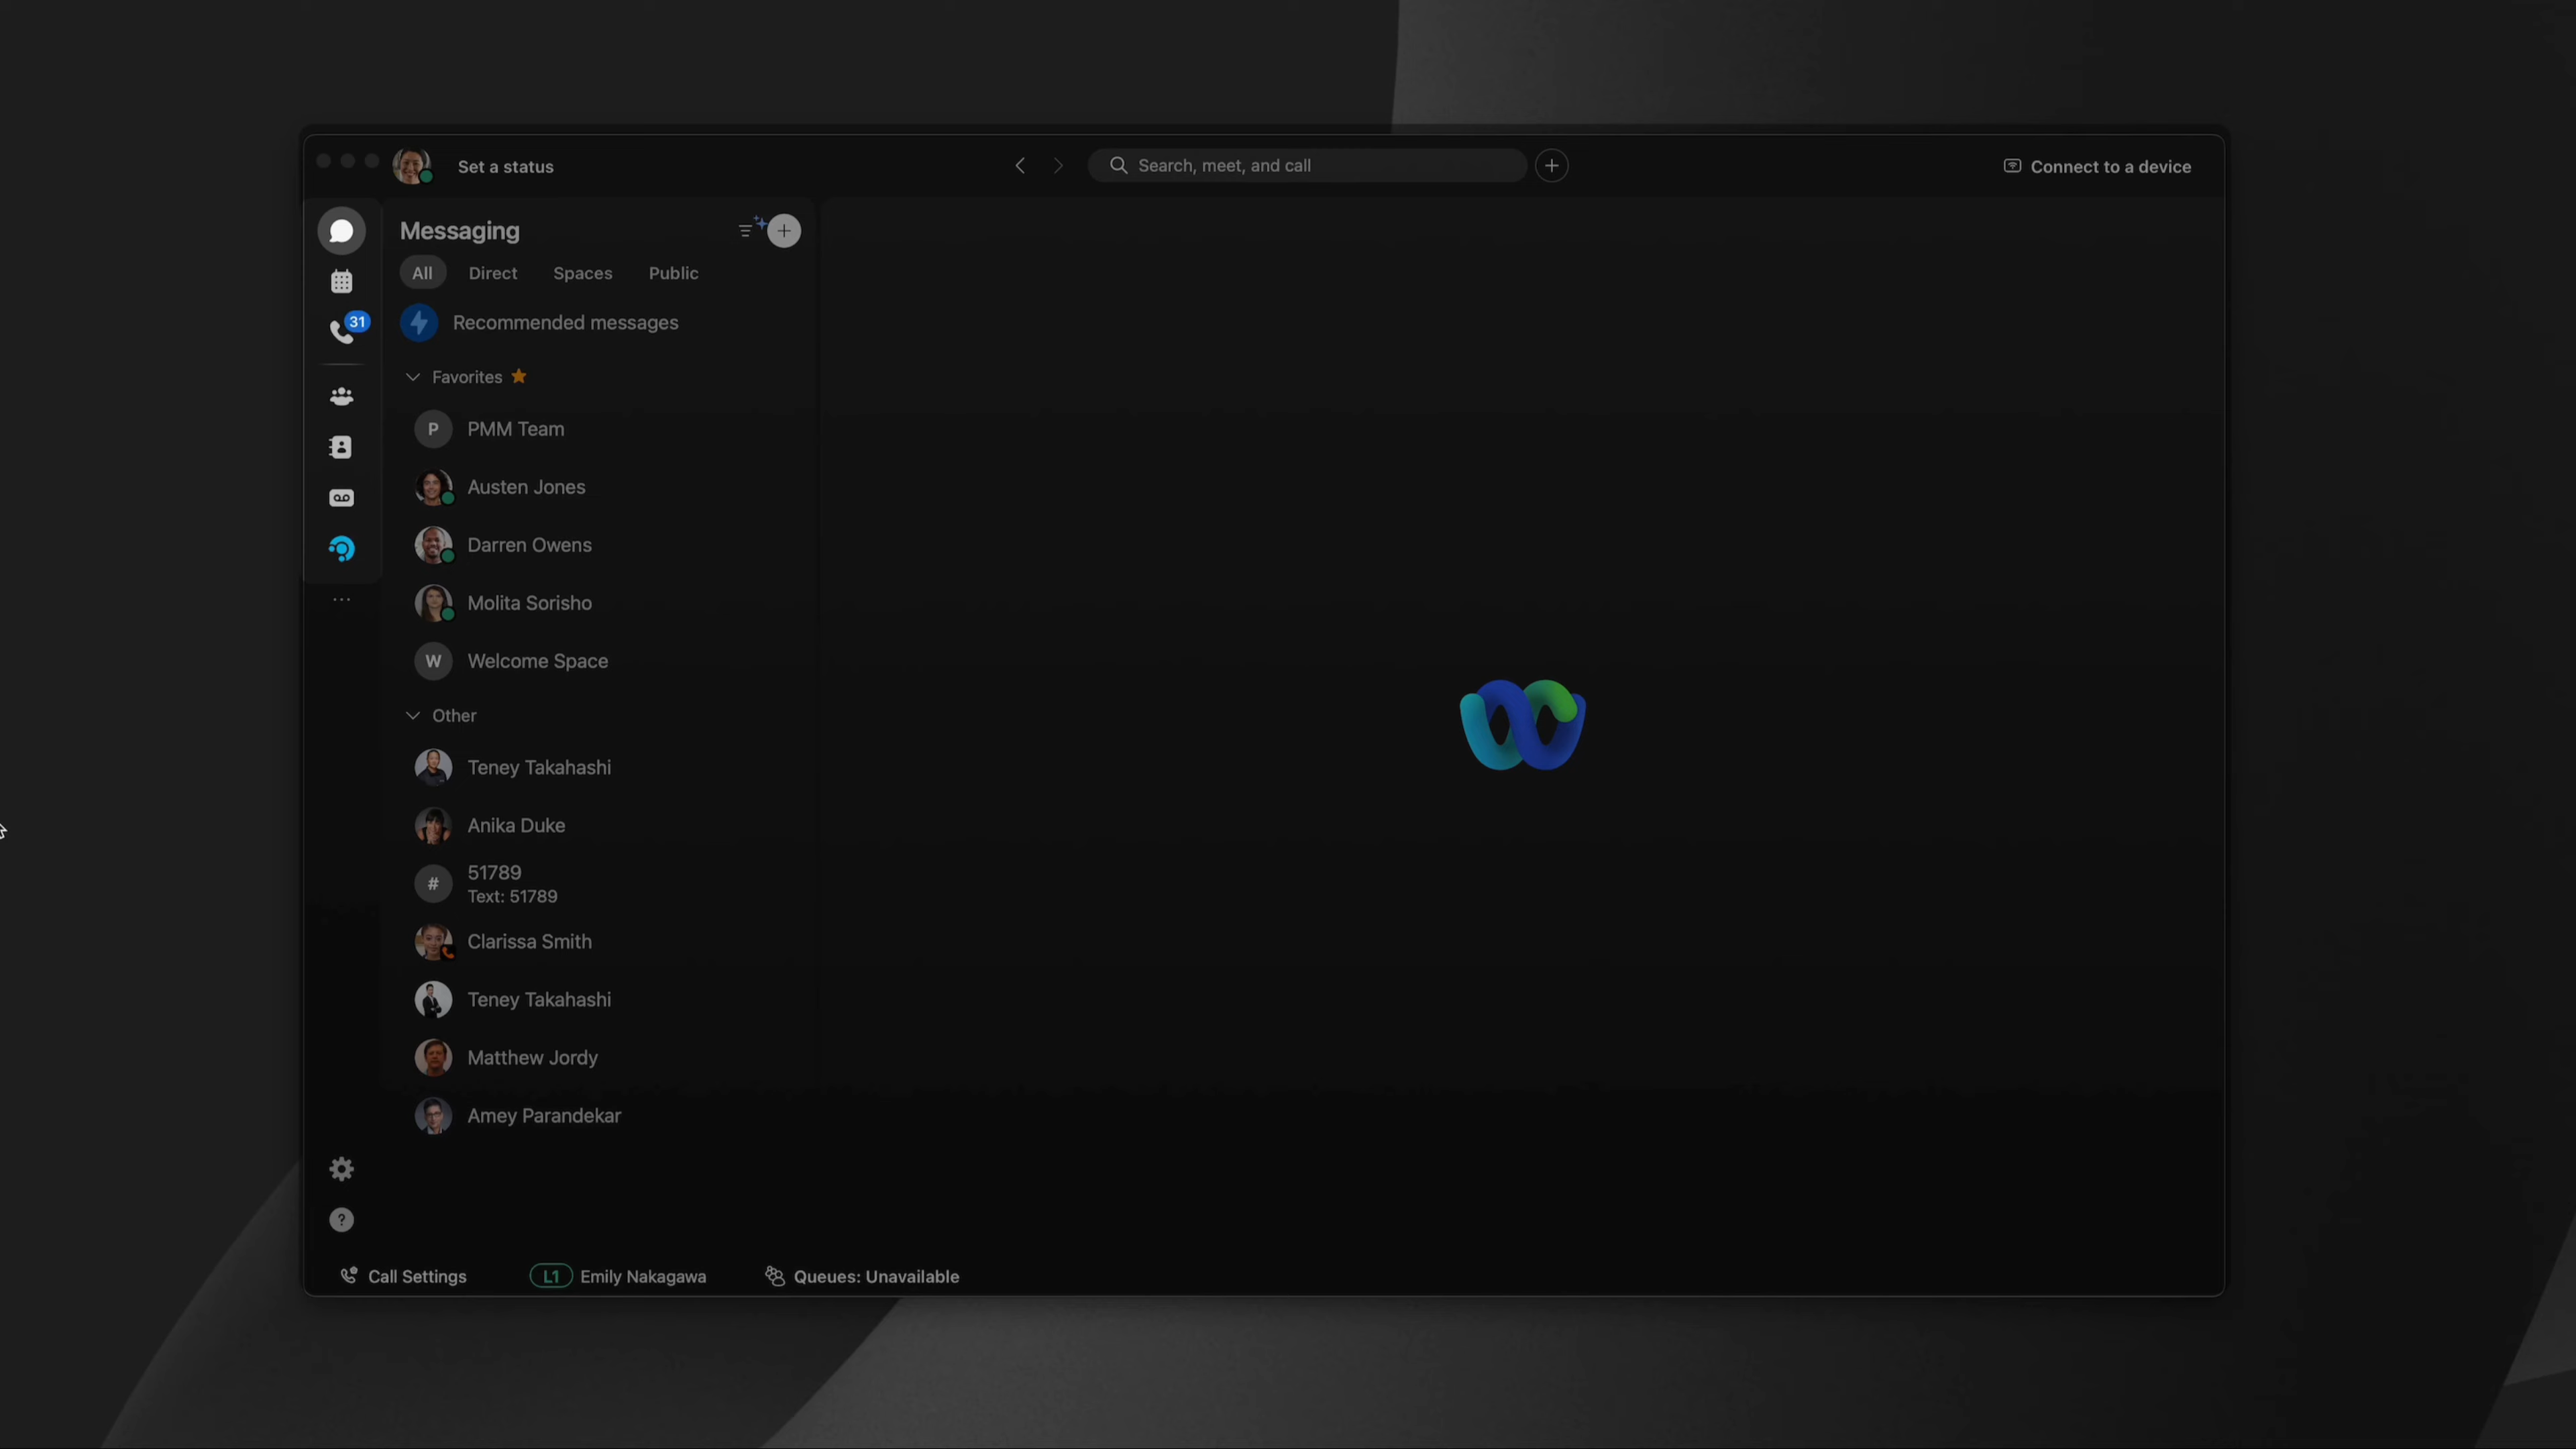 Set a status
Search, meet, and call
Connect to a device
Messaging
All Direct Spaces Public
31
Recommended messages
Favorites
P PMM Team
Austen Jones
Darren Owens
Molita Sorisho
W Welcome Space
Other
Teney Takahashi
Anika Duke
# 51789
Text: 51789
Clarissa Smith
Teney Takahashi
Matthew Jordy
Amey Parandekar
?
Call Settings
L1 Emily Nakagawa
Queues: Unavailable